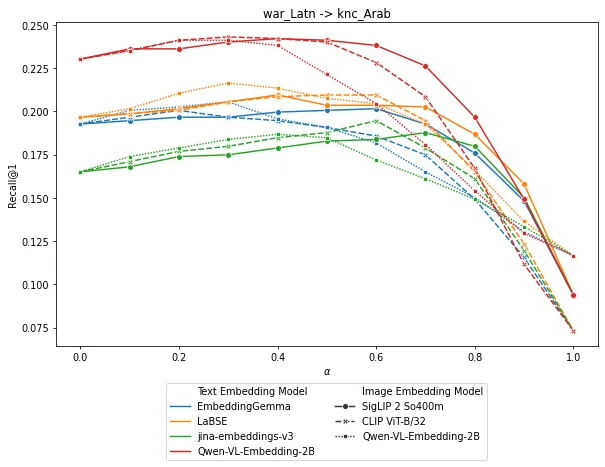 war_Latn -> knc_Arab
Recall@1
0.250
0.225
0.200
0.175
0.150
0.125
0.100
0.075
0.0 0.2 0.4 0.6 0.8 1.0
α
Text Embedding Model Image Embedding Model
EmbeddingGemma SigLIP 2 So400m
LaBSE CLIP ViT-B/32
jina-embeddings-v3 Qwen-VL-Embedding-2B
Qwen-VL-Embedding-2B